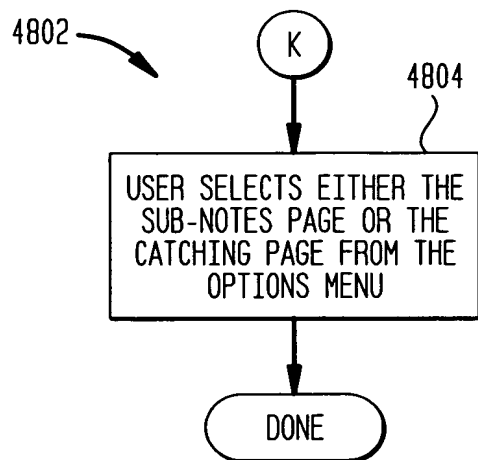 4802
K
4804
USER SELECTS EITHER THE
SUB-NOTES PAGE OR THE
CATCHING PAGE FROM THE
OPTIONS MENU
DONE